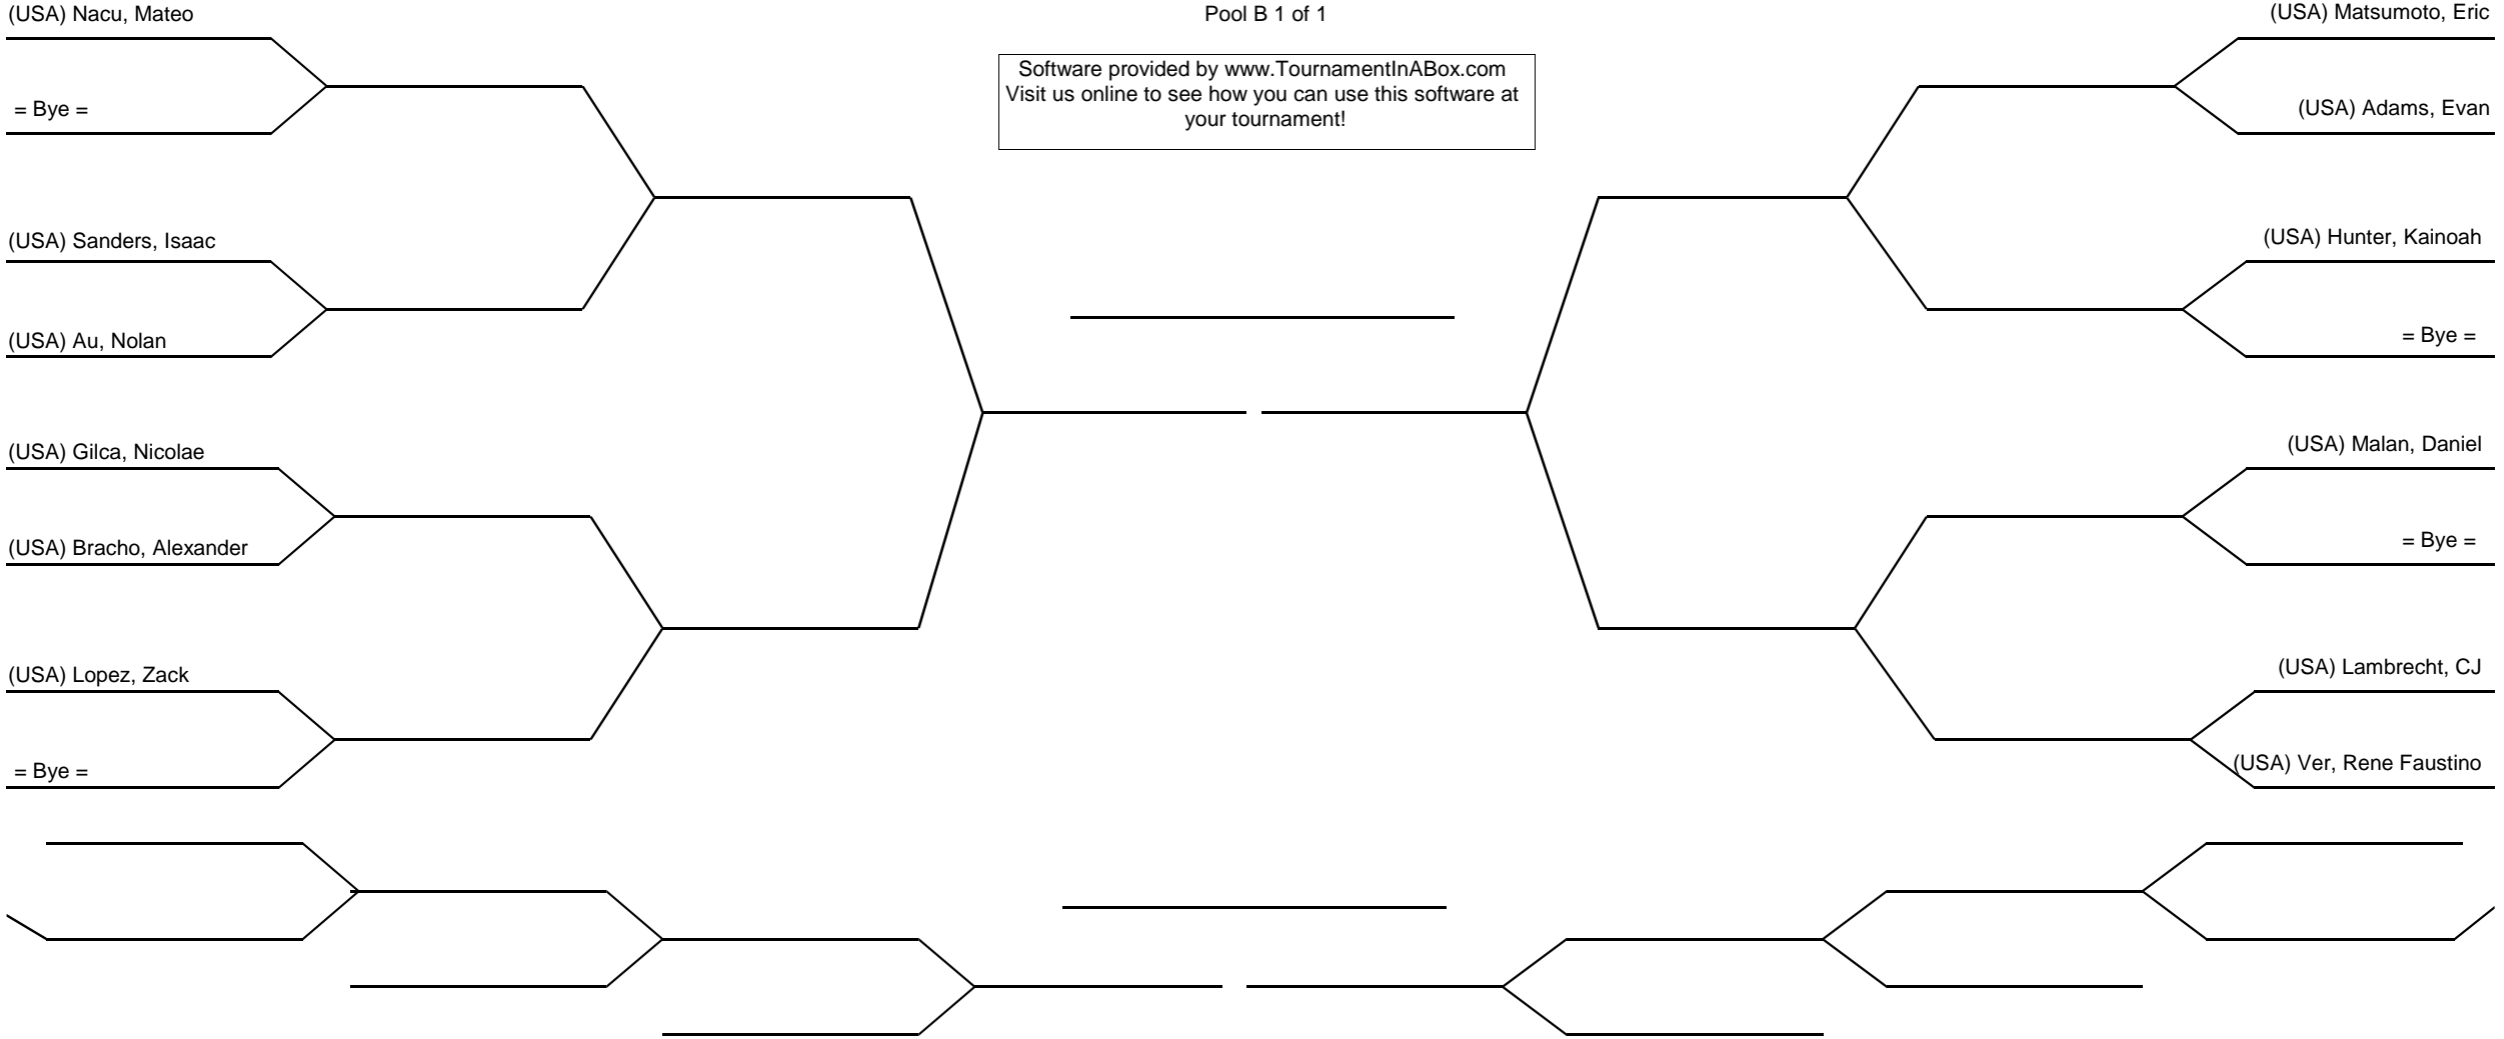 (USA) Nacu, Mateo
Pool B 1 of 1
(USA) Matsumoto, Eric
Software provided by www.TournamentInABox.com
Visit us online to see how you can use this software at
your tournament!
= Bye =
(USA) Adams, Evan
(USA) Sanders, Isaac
(USA) Hunter, Kainoah
(USA) Au, Nolan
= Bye =
(USA) Gilca, Nicolae
(USA) Malan, Daniel
(USA) Bracho, Alexander
= Bye =
(USA) Lopez, Zack
(USA) Lambrecht, CJ
= Bye =
(USA) Ver, Rene Faustino